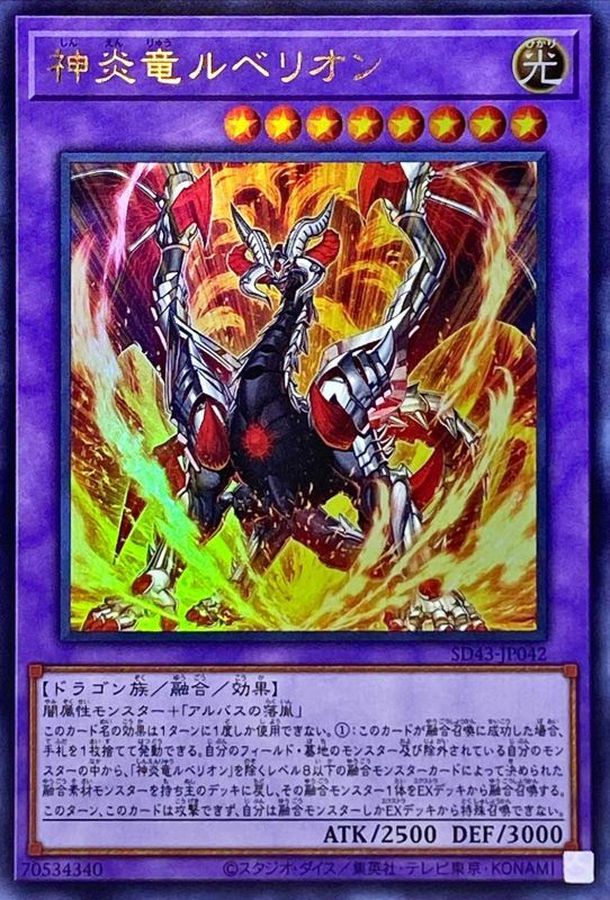 神炎竜ルベリオン
光
SD43-JP042
【ドラゴン族／融合／効果】
闇属性モンスター＋「アルバスの落胤」
このカード名の効果は1ターンに1度しか使用できない。①：このカードが融合召喚に成功した場合、
手札を1枚捨てて発動できる。自分のフィールド・墓地のモンスター及び除外されている自分のモン
スターの中から、「神炎竜ルベリオン」を除くレベル8以下の融合モンスターカードによって決められた
融合素材モンスターを持ち主のデッキに戻し、その融合モンスター1体をEXデッキから融合召喚する。
このターン、このカードは攻撃できず、自分は融合モンスターしかEXデッキから特殊召喚できない。
ATK/2500 DEF/3000
70534340
©スタジオ・ダイス／集英社・テレビ東京・KONAMI